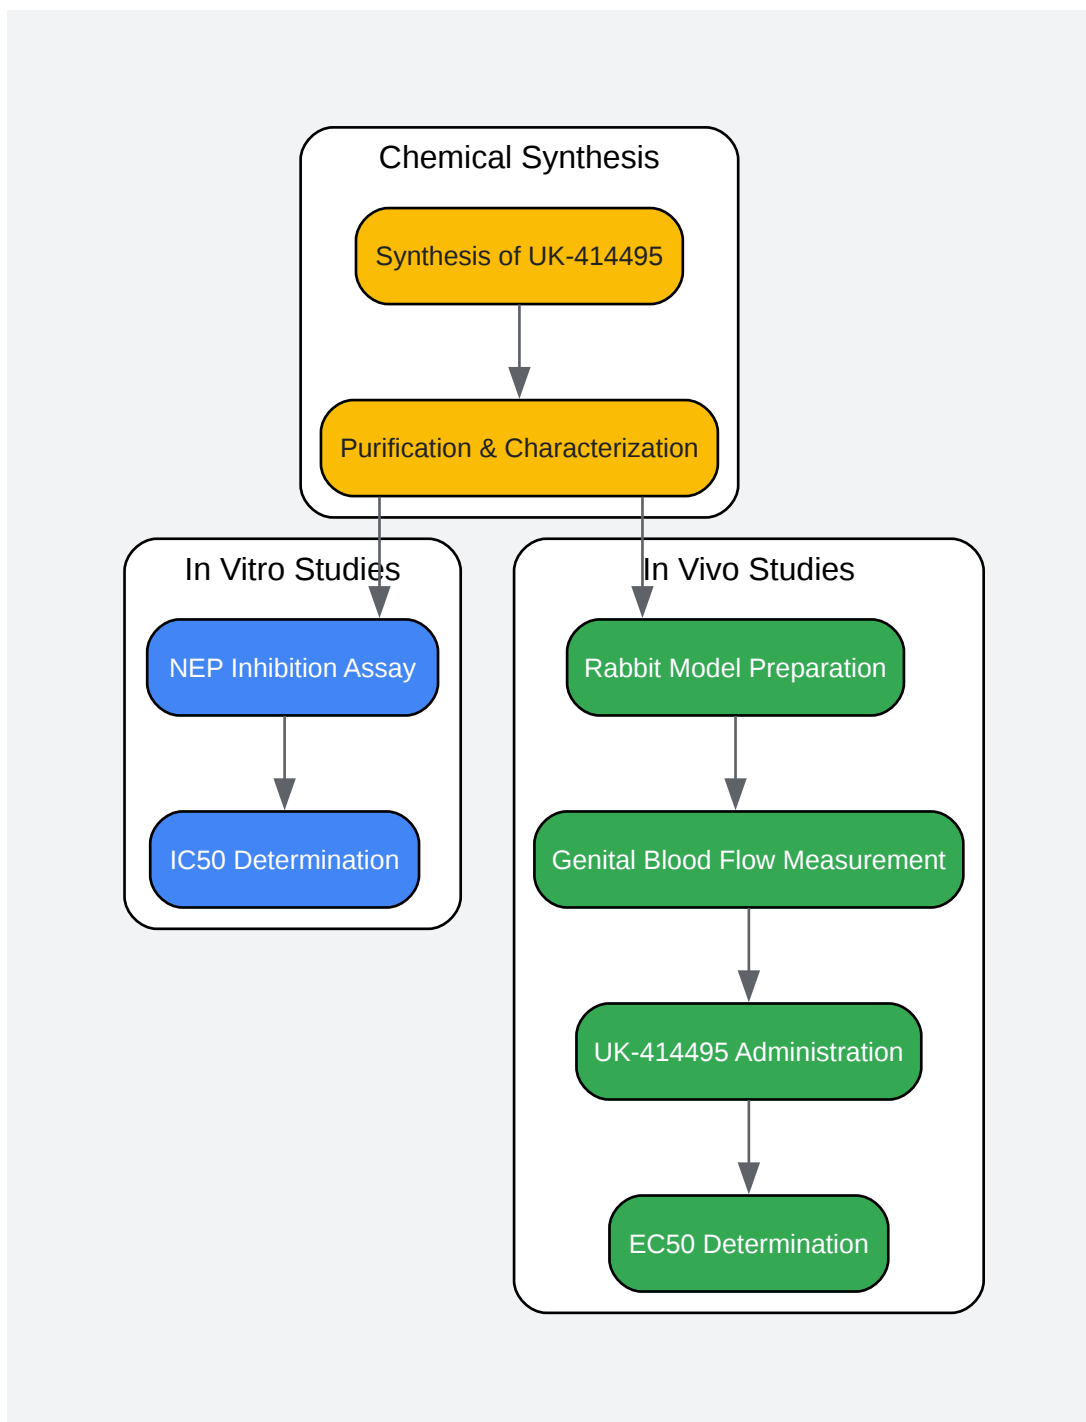 Chemical Synthesis
Synthesis of UK-414495
Purification & Characterization
In Vitro Studies
NEP Inhibition Assay
IC50 Determination
In Vivo Studies
Rabbit Model Preparation
Genital Blood Flow Measurement
UK-414495 Administration
EC50 Determination